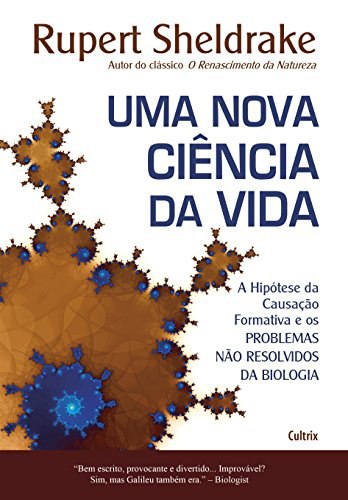 Rupert Sheldrake
Autor do clássico O Renascimento da Natureza
UMA NOVA
CIÊNCIA
DA VIDA
A Hipótese da
Causação
Formativa e os
PROBLEMAS
NÃO RESOLVIDOS
DA BIOLOGIA
Cultrix
“Bem escrito, provocante e divertido... Improvável?
Sim, mas Galileu também era.” – Biologist